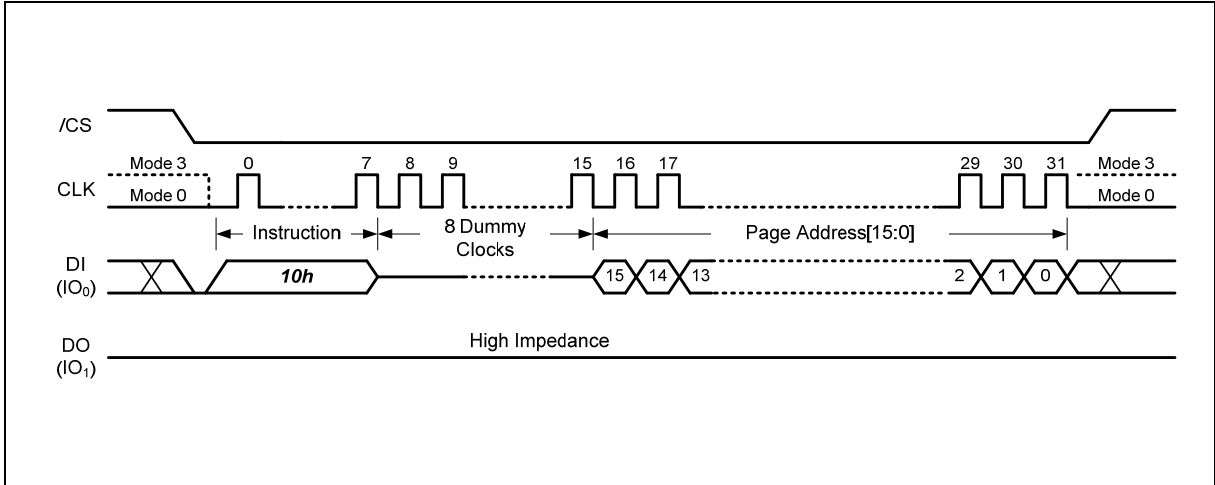 /CS
Mode 3 0 7 8 9 15 16 17 29 30 31 Mode 3
CLK
Mode 0 Mode 0
Instruction 8 Dummy Clocks Page Address[15:0]
DI (IO₀) 10h 15 14 13 2 1 0
High Impedance
DO (IO₁)